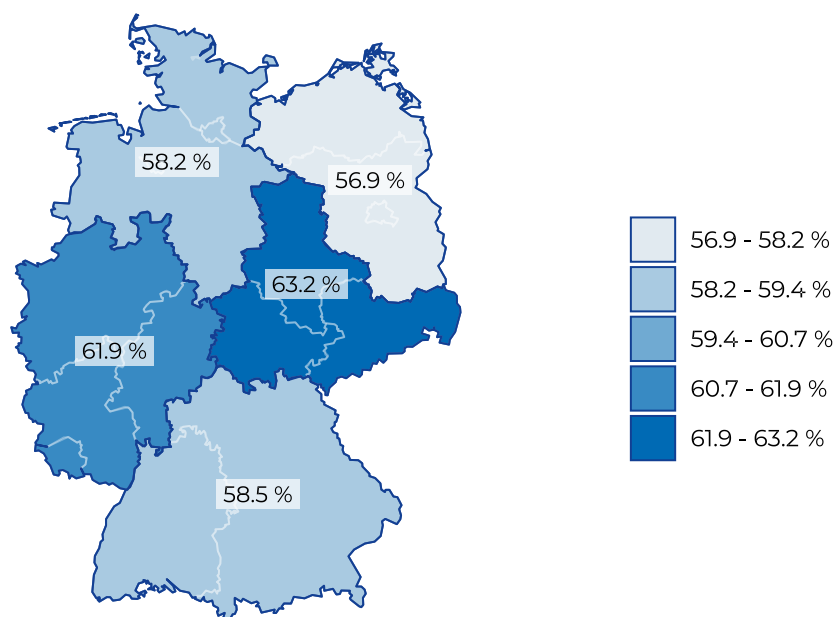 58.2 %
56.9 %
63.2 %
61.9 %
58.5 %
56.9 - 58.2 %
58.2 - 59.4 %
59.4 - 60.7 %
60.7 - 61.9 %
61.9 - 63.2 %